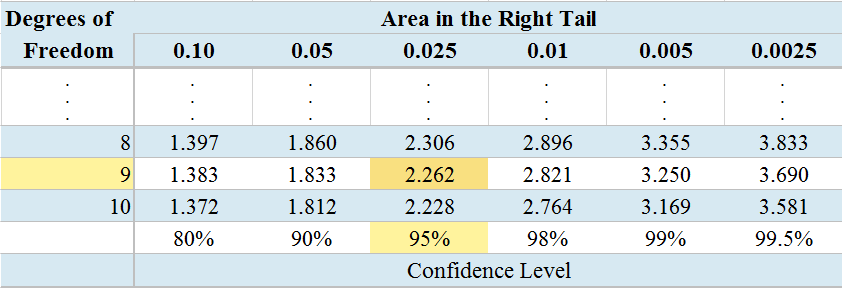 Degrees of Freedom Area in the Right Tail
0.10 0.05 0.025 0.01 0.005 0.0025
. . . . . .
. . . . . . .
. . . . . . .
8 1.397 1.860 2.306 2.896 3.355 3.833
9 1.383 1.833 2.262 2.821 3.250 3.690
10 1.372 1.812 2.228 2.764 3.169 3.581
80% 90% 95% 98% 99% 99.5%
Confidence Level